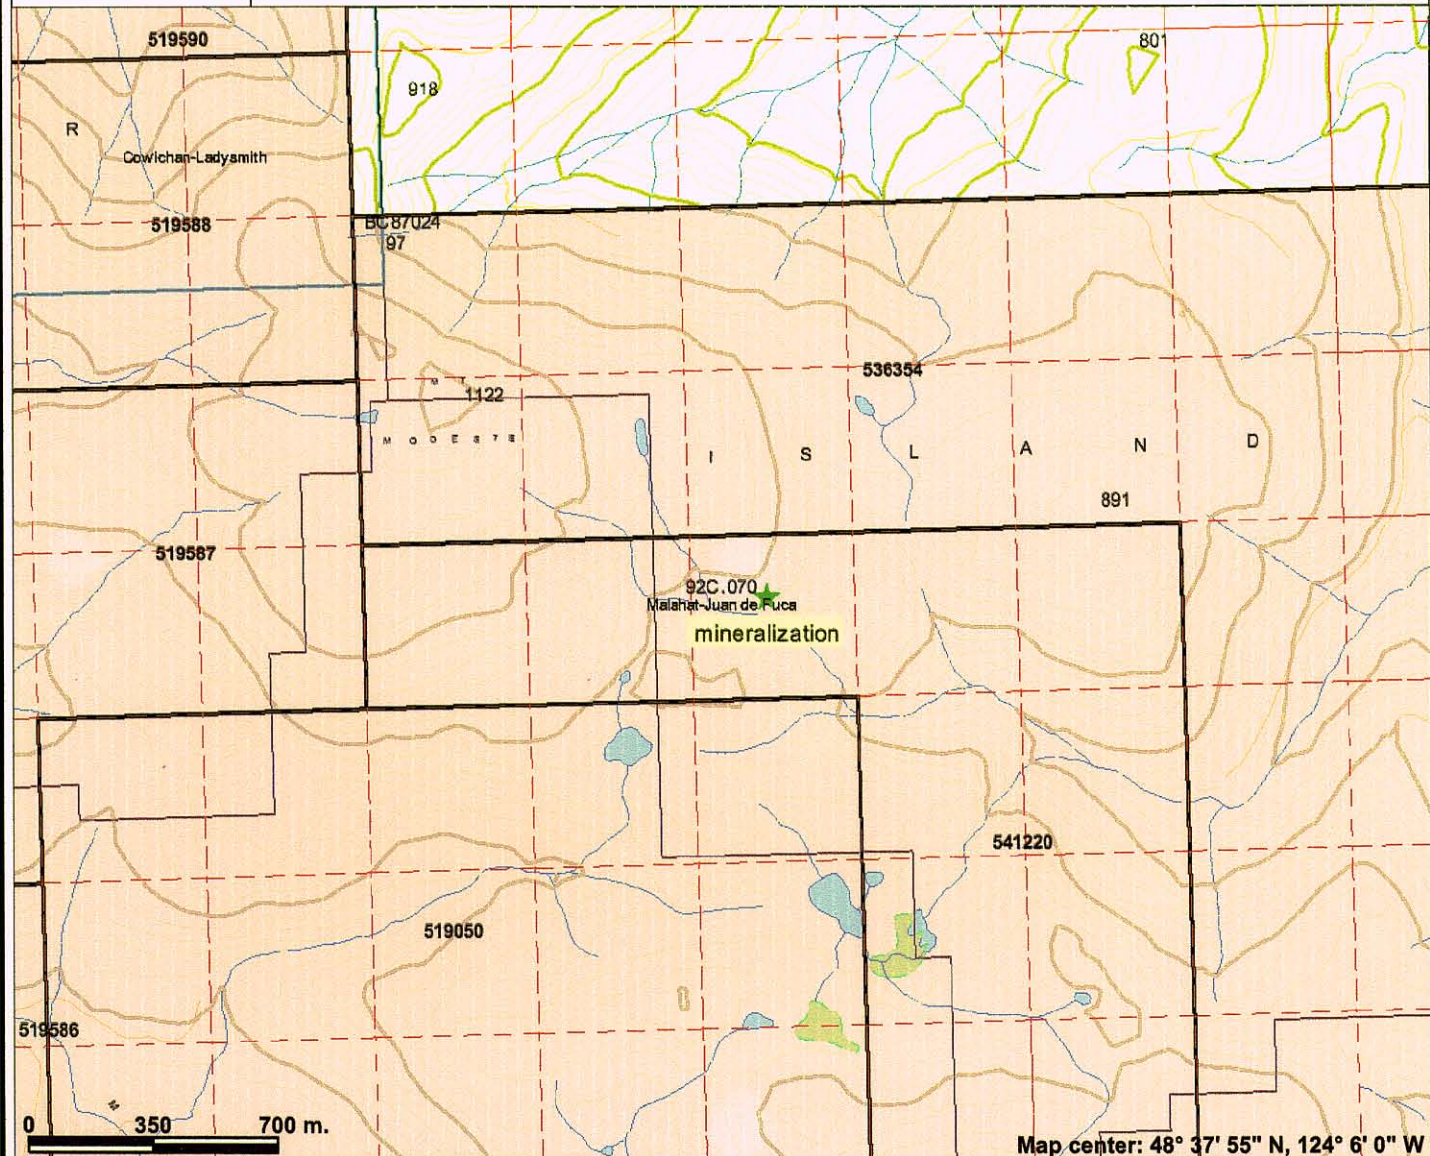 519590
801
918
R
Cowichan-Ladysmith
519588
BC87024
97
536354
M T
1122
M O D E S T E
I S L A N D
891
519587
92C.070
Malahat-Juan de Fuca
mineralization
541220
519050
519586
M
0 350 700 m.
Map center: 48° 37' 55" N, 124° 6' 0" W